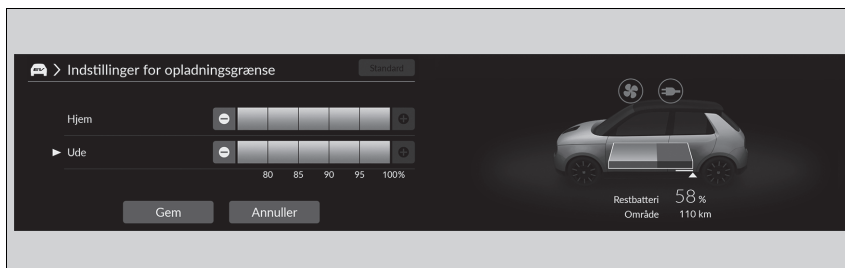 Indstillinger for opladningsgrænse
Standard
Hjem
Ude
80 85 90 95 100%
Gem Annuller
Restbatteri 58 %
Område 110 km